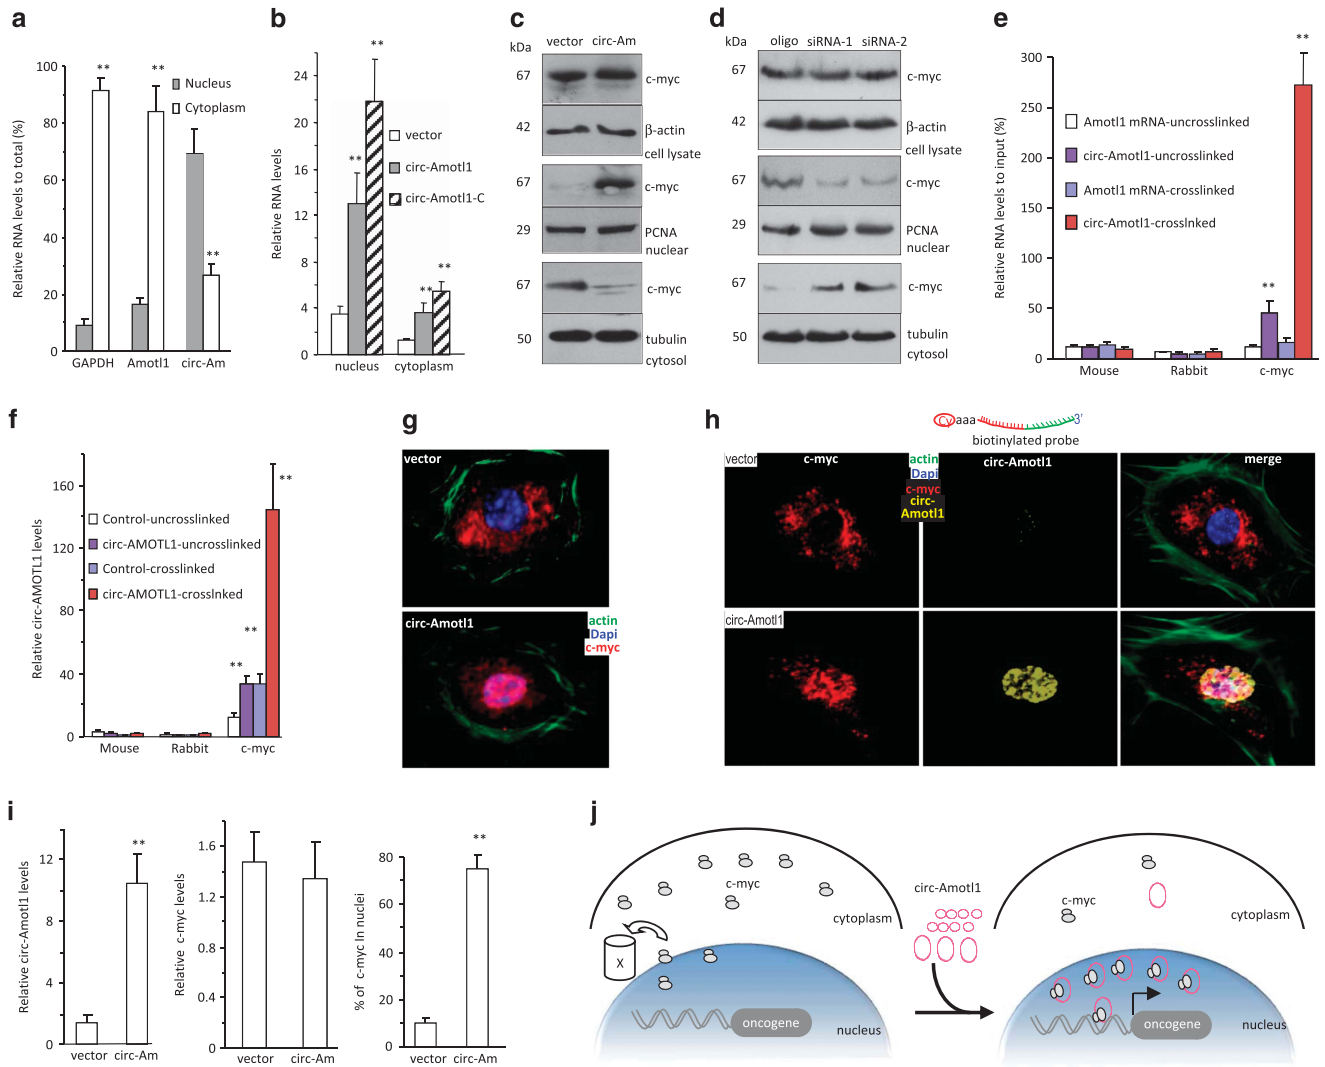 a
Relative RNA levels to total (%)
100
80
60
40
20
0
**
**
**
Nucleus
Cytoplasm
GAPDH Amotl1 circ-Am
b
Relative RNA levels
24
20
16
12
8
4
0
**
**
**
**
vector
circ-Amotl1
circ-Amotl1-C
nucleus cytoplasm
c
kDa vector circ-Am
67 c-myc
42 β-actin
cell lysate
67 c-myc
29 PCNA
nuclear
67 c-myc
50 tubulin
cytosol
d
kDa oligo siRNA-1 siRNA-2
67 c-myc
42 β-actin
cell lysate
67 c-myc
29 PCNA
nuclear
67 c-myc
50 tubulin
cytosol
e
Relative RNA levels to input (%)
300
250
200
150
100
50
0
**
**
Amotl1 mRNA-uncrosslinked
circ-Amotl1-uncrosslinked
Amotl1 mRNA-crosslinked
circ-Amotl1-crosslnked
Mouse Rabbit c-myc
f
Relative circ-AMOTL1 levels
160
120
80
40
0
**
**
**
Control-uncrosslinked
circ-AMOTL1-uncrosslinked
Control-crosslinked
circ-AMOTL1-crosslnked
Mouse Rabbit c-myc
g
vector
circ-Amotl1
actin
Dapi
c-myc
h
Cy aaa 3'
biotinylated probe
vector c-myc
actin
Dapi
c-myc
circ-
Amotl1
circ-Amotl1
merge
circ-Amotl1
i
Relative circ-Amotl1 levels
12
8
4
0
**
vector circ-Am
Relative c-myc levels
1.6
1.2
0.8
0.4
0
vector circ-Am
% of c-myc In nuclei
80
60
40
20
0
**
vector circ-Am
j
c-myc
cytoplasm
X
oncogene
nucleus
circ-Amotl1
c-myc
cytoplasm
oncogene
nucleus